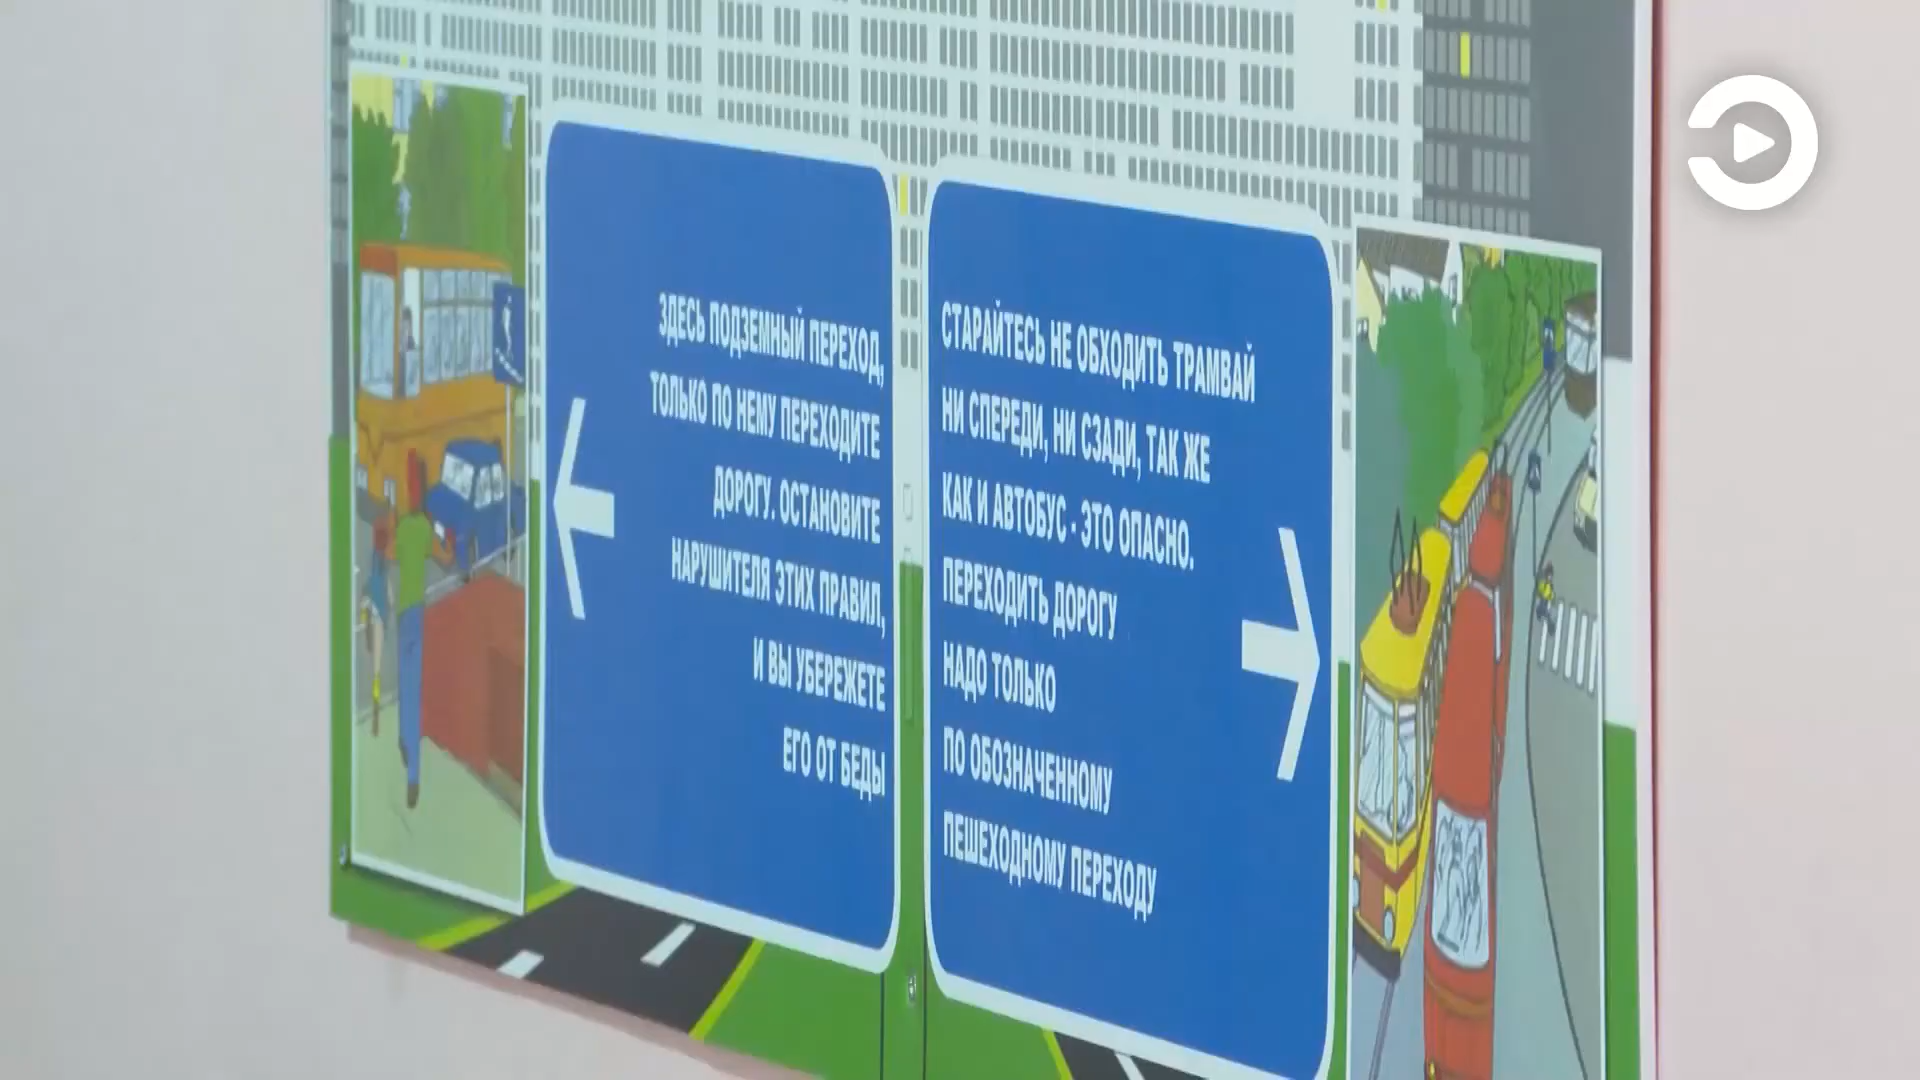 ЗДЕСЬ ПОДЗЕМНЫЙ ПЕРЕХОД,
ТОЛЬКО ПО НЕМУ ПЕРЕХОДИТЕ
ДОРОГУ. ОСТАНОВИТЕ
НАРУШИТЕЛЯ ЭТИХ ПРАВИЛ,
И ВЫ УБЕРЕЖЕТЕ
ЕГО ОТ БЕДЫ
СТАРАЙТЕСЬ НЕ ОБХОДИТЬ ТРАМВАЙ
НИ СПЕРЕДИ, НИ СЗАДИ, ТАК ЖЕ
КАК И АВТОБУС - ЭТО ОПАСНО.
ПЕРЕХОДИТЬ ДОРОГУ
НАДО ТОЛЬКО
ПО ОБОЗНАЧЕННОМУ
ПЕШЕХОДНОМУ ПЕРЕХОДУ